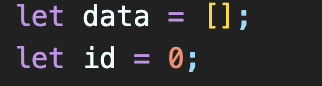 let data = [];
let id = 0;